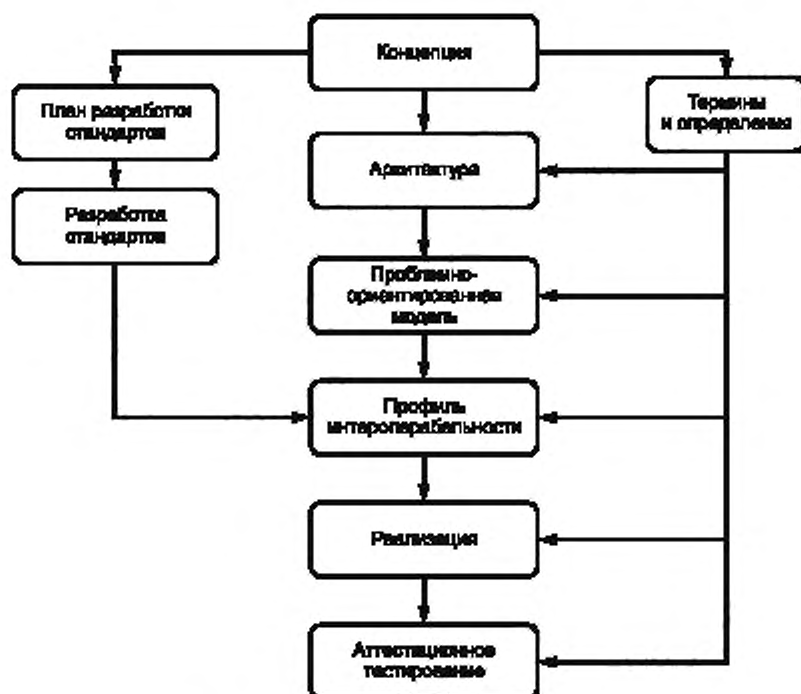 Концепция
План разработки
стандартов
Термины
и определения
Архитектура
Разработка
стандартов
Проблемно-
ориентированная
модель
Профиль
интероперабельности
Реализация
Аттестационное
тестирование